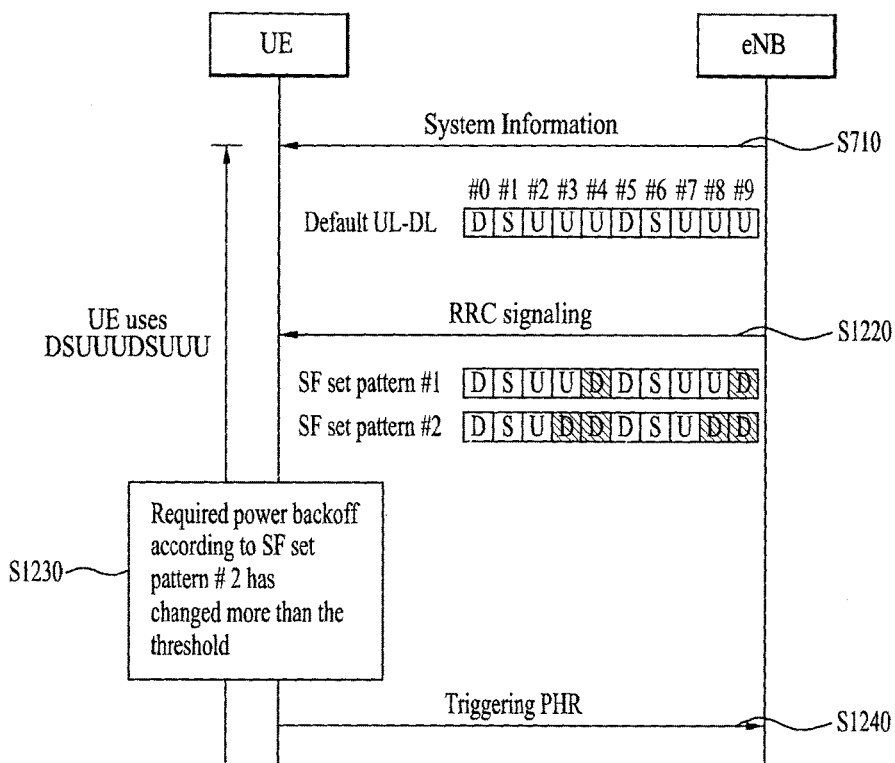 UE
eNB
System Information
S710
#0 #1 #2 #3 #4 #5 #6 #7 #8 #9
Default UL-DL D S U U U D S U U U
UE uses
DSUUUDSUUU
RRC signaling
S1220
SF set pattern #1 D S U U D D S U U D
SF set pattern #2 D S U D D D S U D D
S1230
Required power backoff
according to SF set
pattern # 2 has
changed more than the
threshold
Triggering PHR
S1240